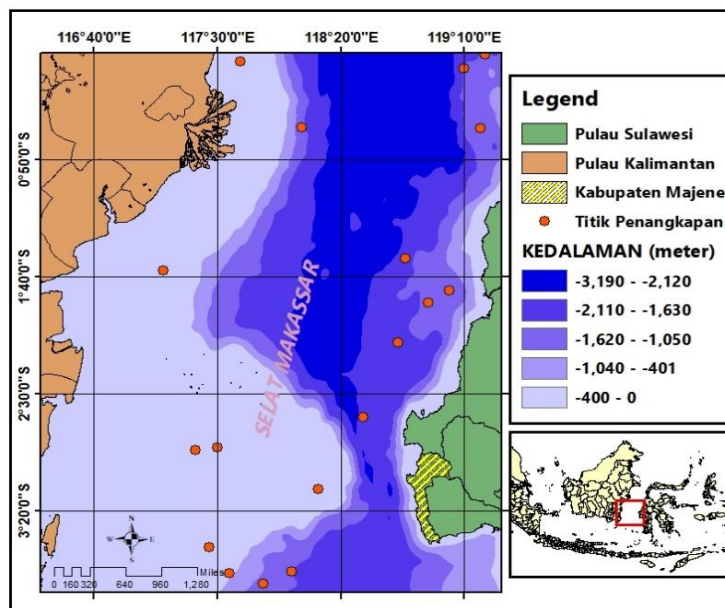 116°40'0"E 117°30'0"E 118°20'0"E 119°10'0"E
0°50'0"S
1°40'0"S
2°30'0"S
3°20'0"S
SELAT MAKASSAR
N
W E
S
0 160 320 640 960 1,280
Miles
Legend
Pulau Sulawesi
Pulau Kalimantan
Kabupaten Majene
Titik Penangkapan
KEDALAMAN (meter)
-3,190 - -2,120
-2,110 - -1,630
-1,620 - -1,050
-1,040 - -401
-400 - 0